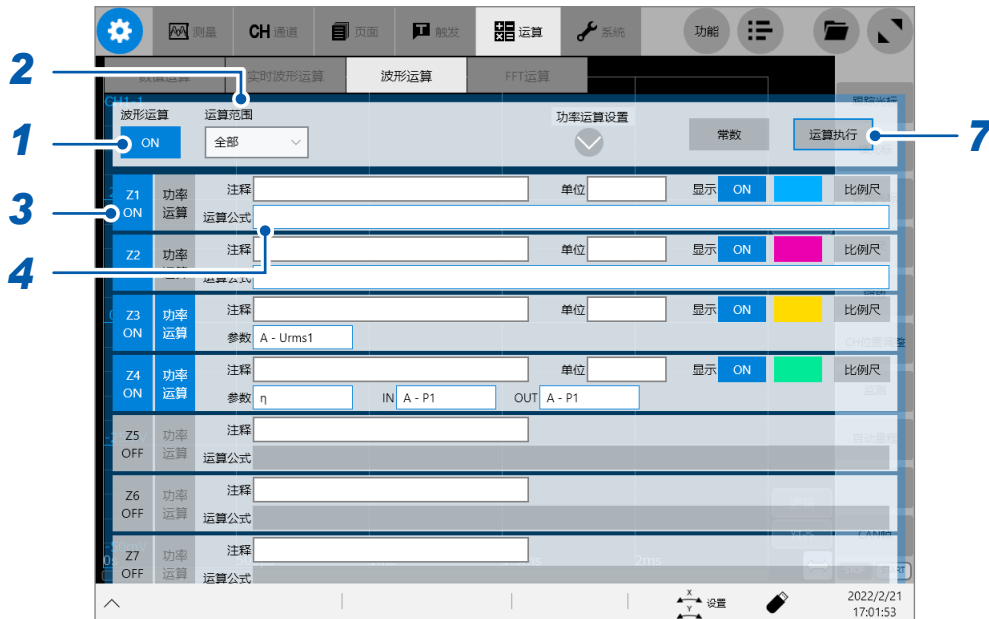 测量 CH 通道 页面 触发 运算 系统 功能
数值运算 实时波形运算 波形运算 FFT运算
2
波形运算 运算范围 功率运算设置
1 ON 全部 常数 运算执行 7
Z1 功率 注释 单位 显示 ON 比例尺
3 ON 运算 运算公式
Z2 功率 注释 单位 显示 ON 比例尺
4 运算公式
Z3 功率 注释 单位 显示 ON 比例尺
ON 运算 参数 A - Urms1
Z4 功率 注释 单位 显示 ON 比例尺
ON 运算 参数 η IN A - P1 OUT A - P1
Z5 功率 注释
OFF 运算 运算公式
Z6 功率 注释
OFF 运算 运算公式
Z7 功率 注释
OFF 运算 运算公式
2ms
设置 2022/2/21
17:01:53